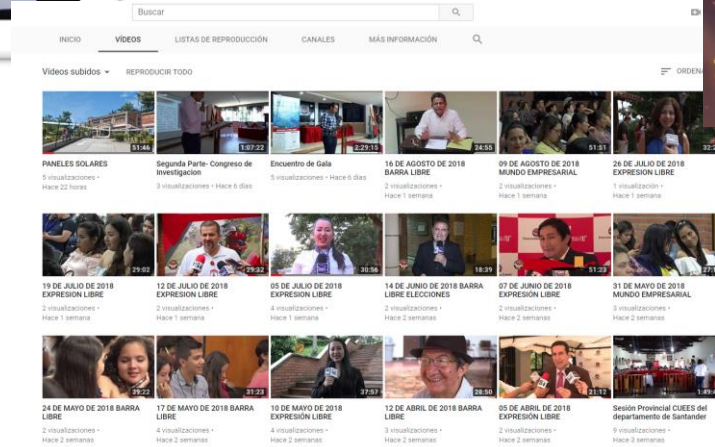 Buscar
INICIO VÍDEOS LISTAS DE REPRODUCCIÓN CANALES MÁS INFORMACIÓN
Vídeos subidos REPRODUCIR TODO ORDENA
51:46 1:07:22 2:29:15 24:55 51:51 32:2
PANELES SOLARES Segunda Parte- Congreso de Encuentro de Gala 16 DE AGOSTO DE 2018 09 DE AGOSTO DE 2018 26 DE JULIO DE 2018
Investigacion BARRA LIBRE MUNDO EMPRESARIAL EXPRESION LIBRE
5 visualizaciones • 3 visualizaciones • Hace 6 días 5 visualizaciones • Hace 6 días 2 visualizaciones • 2 visualizaciones • 1 visualización •
Hace 22 horas Hace 1 semana Hace 1 semana Hace 1 semana
29:02 29:32 30:56 18:39 51:23 27:1
19 DE JULIO DE 2018 12 DE JULIO DE 2018 05 DE JULIO DE 2018 14 DE JUNIO DE 2018 BARRA 07 DE JUNIO DE 2018 31 DE MAYO DE 2018
EXPRESION LIBRE EXPRESION LIBRE EXPRESION LIBRE LIBRE ELECCIONES EXPRESIÓN LIBRE MUNDO EMPRESARIAL
2 visualizaciones • 2 visualizaciones • 4 visualizaciones • 2 visualizaciones • 2 visualizaciones • 3 visualizaciones •
Hace 1 semana Hace 1 semana Hace 1 semana Hace 2 semanas Hace 2 semanas Hace 2 semanas
39:22 31:23 37:57 28:50 21:12 1:49:4
24 DE MAYO DE 2018 BARRA 17 DE MAYO DE 2018 BARRA 10 DE MAYO DE 2018 12 DE ABRIL DE 2018 BARRA 05 DE ABRIL DE 2018 Sesión Provincial CUEES del
LIBRE LIBRE EXPRESIÓN LIBRE LIBRE EXPRESIÓN LIBRE departamento de Santander
2 visualizaciones • 4 visualizaciones • 4 visualizaciones • 3 visualizaciones • 2 visualizaciones • 9 visualizaciones •
Hace 2 semanas Hace 2 semanas Hace 2 semanas Hace 2 semanas Hace 2 semanas Hace 3 semanas